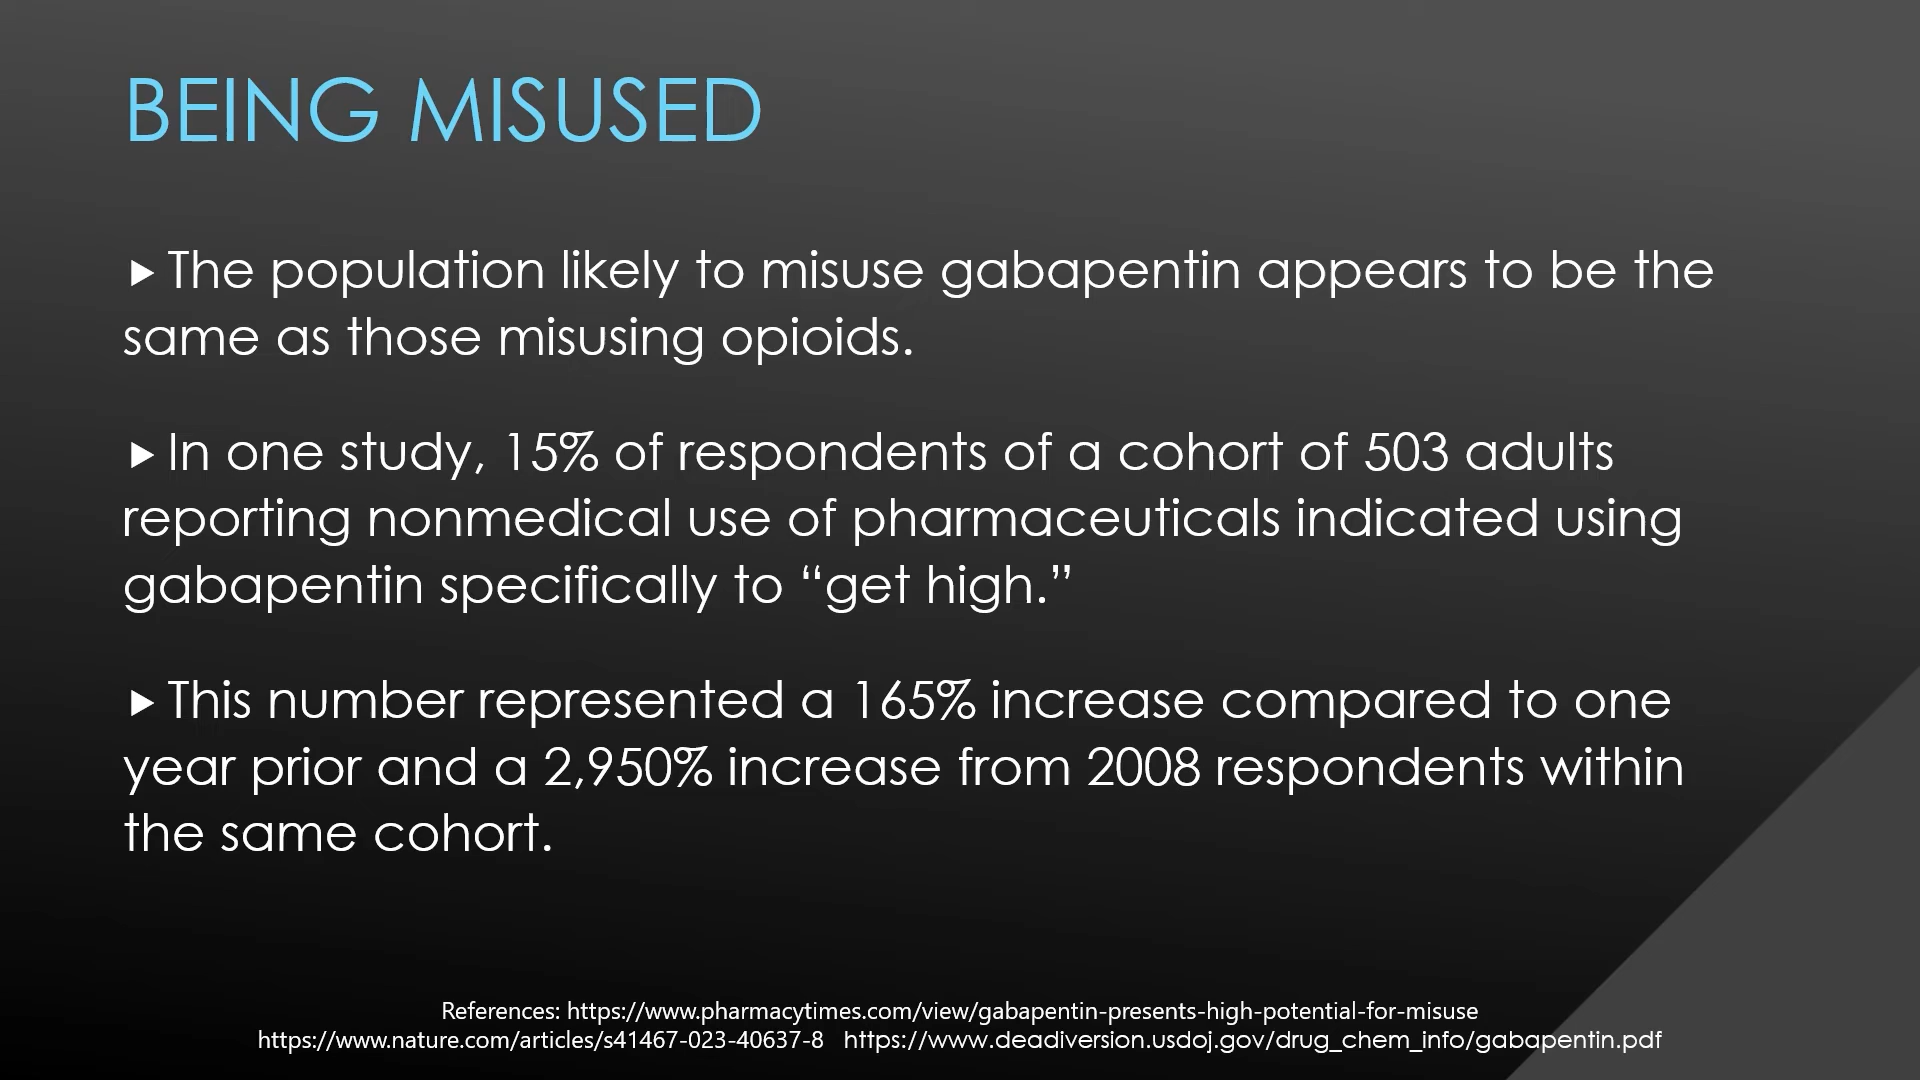 BEING MISUSED
▶ The population likely to misuse gabapentin appears to be the
same as those misusing opioids.
▶ In one study, 15% of respondents of a cohort of 503 adults
reporting nonmedical use of pharmaceuticals indicated using
gabapentin specifically to “get high.”
▶ This number represented a 165% increase compared to one
year prior and a 2,950% increase from 2008 respondents within
the same cohort.
References: https://www.pharmacytimes.com/view/gabapentin-presents-high-potential-for-misuse
https://www.nature.com/articles/s41467-023-40637-8 https://www.deadiversion.usdoj.gov/drug_chem_info/gabapentin.pdf